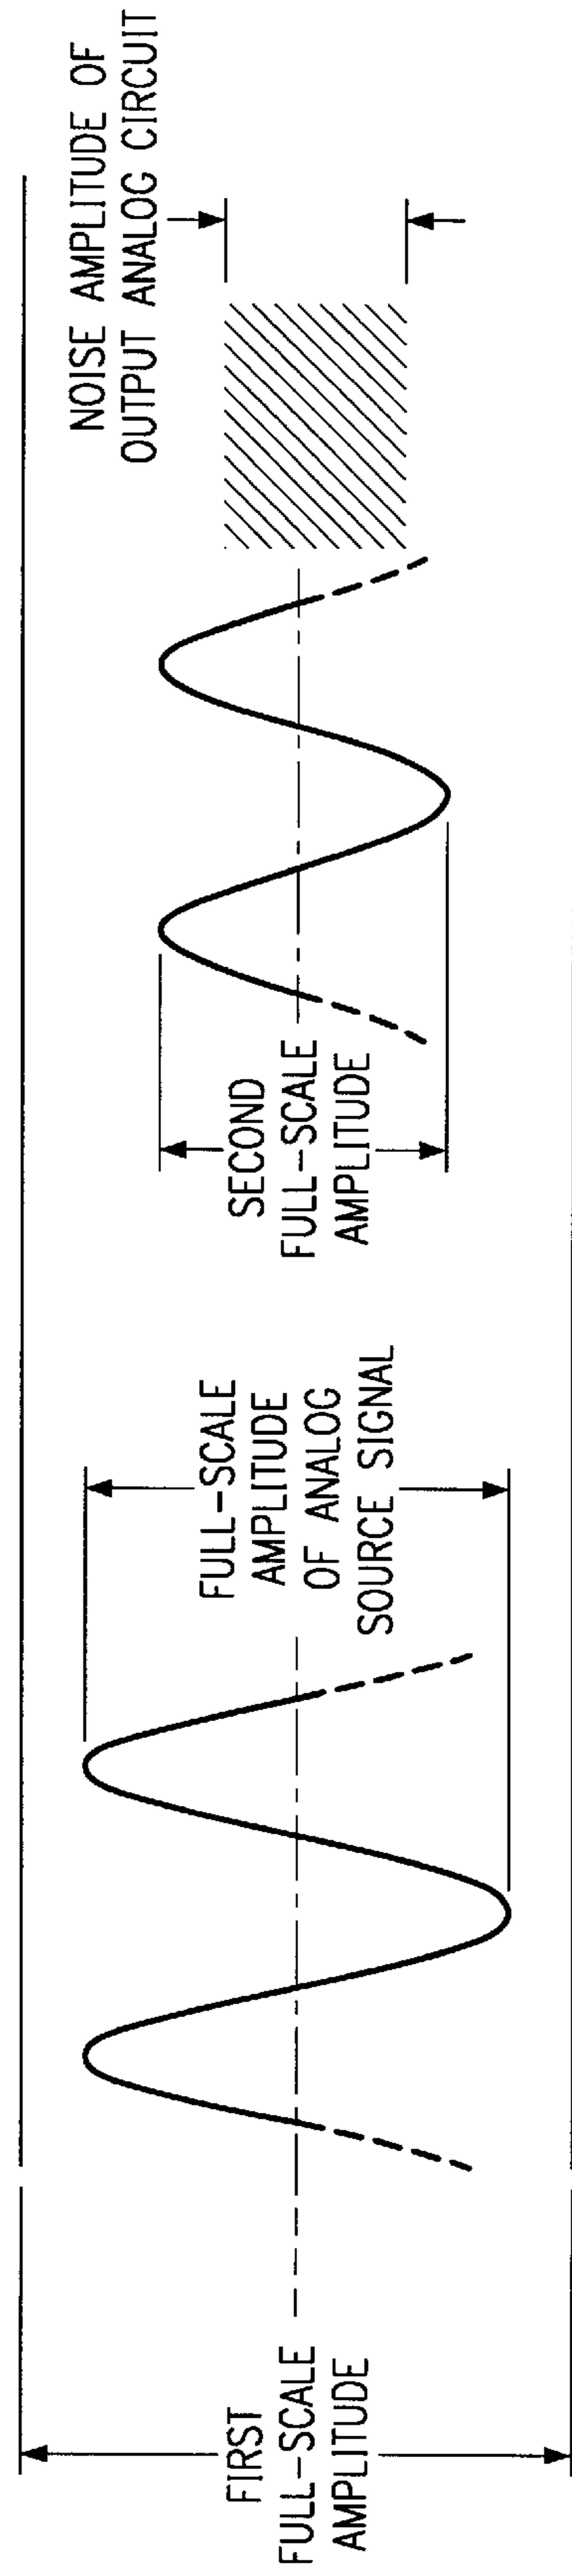 FIRST
FULL-SCALE
AMPLITUDE
FULL-SCALE
AMPLITUDE
OF ANALOG
SOURCE SIGNAL
SECOND
FULL-SCALE
AMPLITUDE
NOISE AMPLITUDE OF
OUTPUT ANALOG CIRCUIT